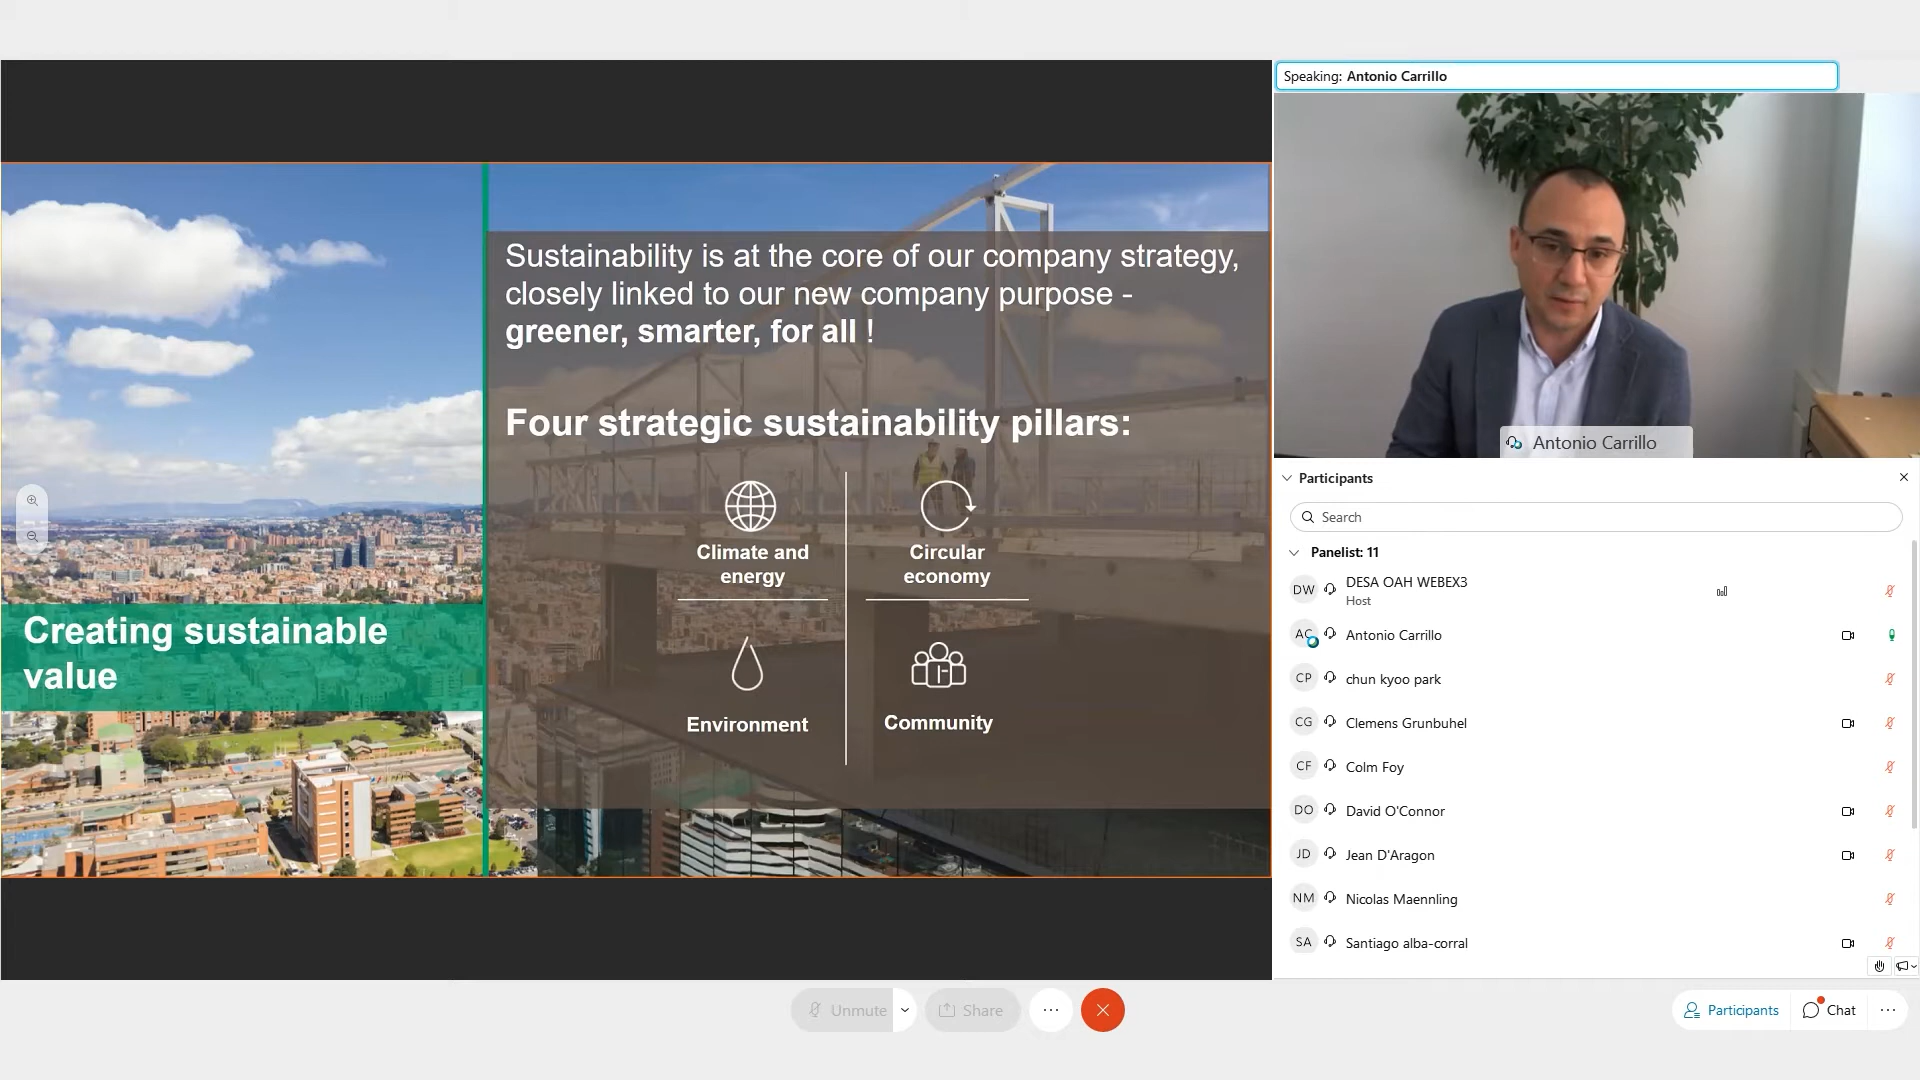 Sustainability is at the core of our company strategy,
closely linked to our new company purpose -
greener, smarter, for all !
Four strategic sustainability pillars:
Climate and
energy
Circular
economy
Environment
Community
Creating sustainable
value
Speaking: Antonio Carrillo
Antonio Carrillo
Participants
Search
Panelist: 11
DW
DESA OAH WEBEX3
Host
AC
Antonio Carrillo
CP
chun kyoo park
CG
Clemens Grunbuhel
CF
Colm Foy
DO
David O'Connor
JD
Jean D'Aragon
NM
Nicolas Maennling
SA
Santiago alba-corral
Unmute
Share
Participants
Chat